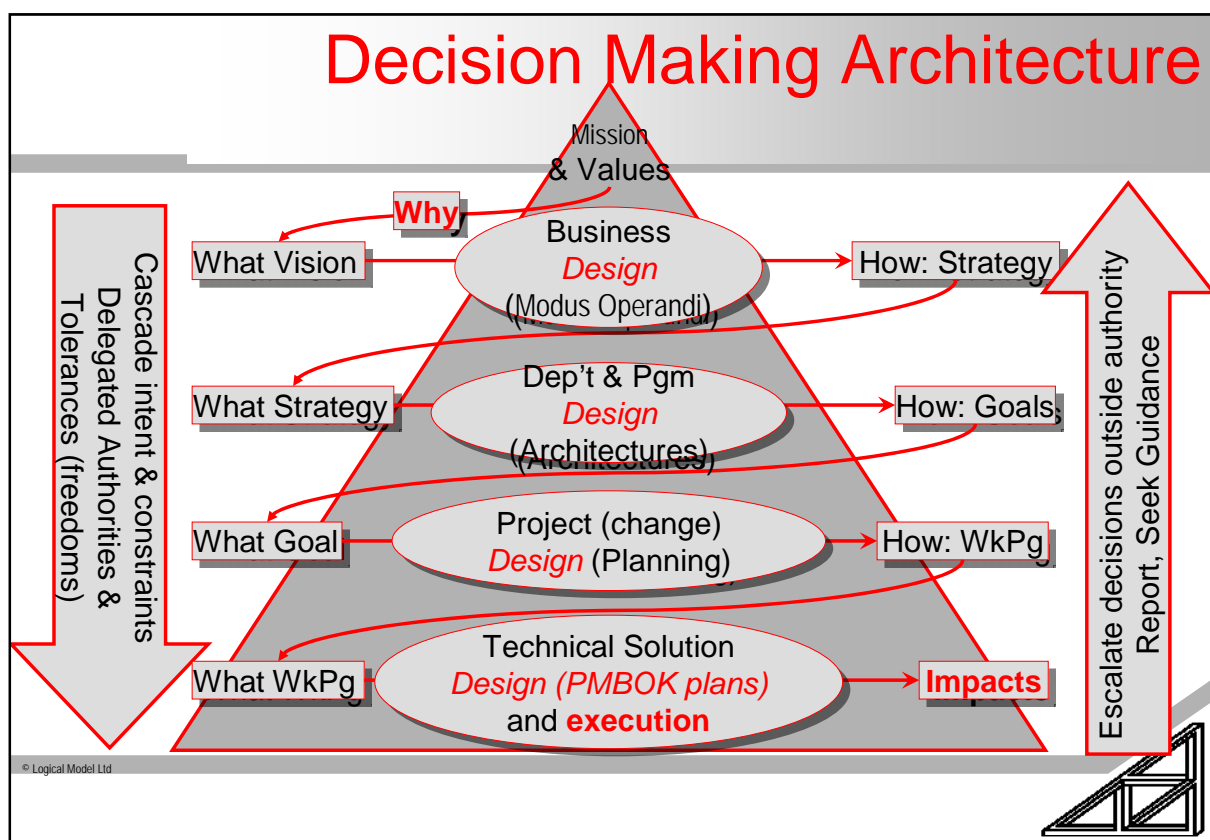 Decision Making Architecture
Mission
& Values
Why
What Vision
Business
Design
(Modus Operandi)
How: Strategy
What Strategy
Dep't & Pgm
Design
(Architectures)
How: Goals
What Goal
Project (change)
Design (Planning)
How: WkPg
What WkPg
Technical Solution
Design (PMBOK plans)
and execution
Impacts
Cascade intent & constraints
Delegated Authorities &
Tolerances (freedoms)
Escalate decisions outside authority
Report, Seek Guidance
© Logical Model Ltd